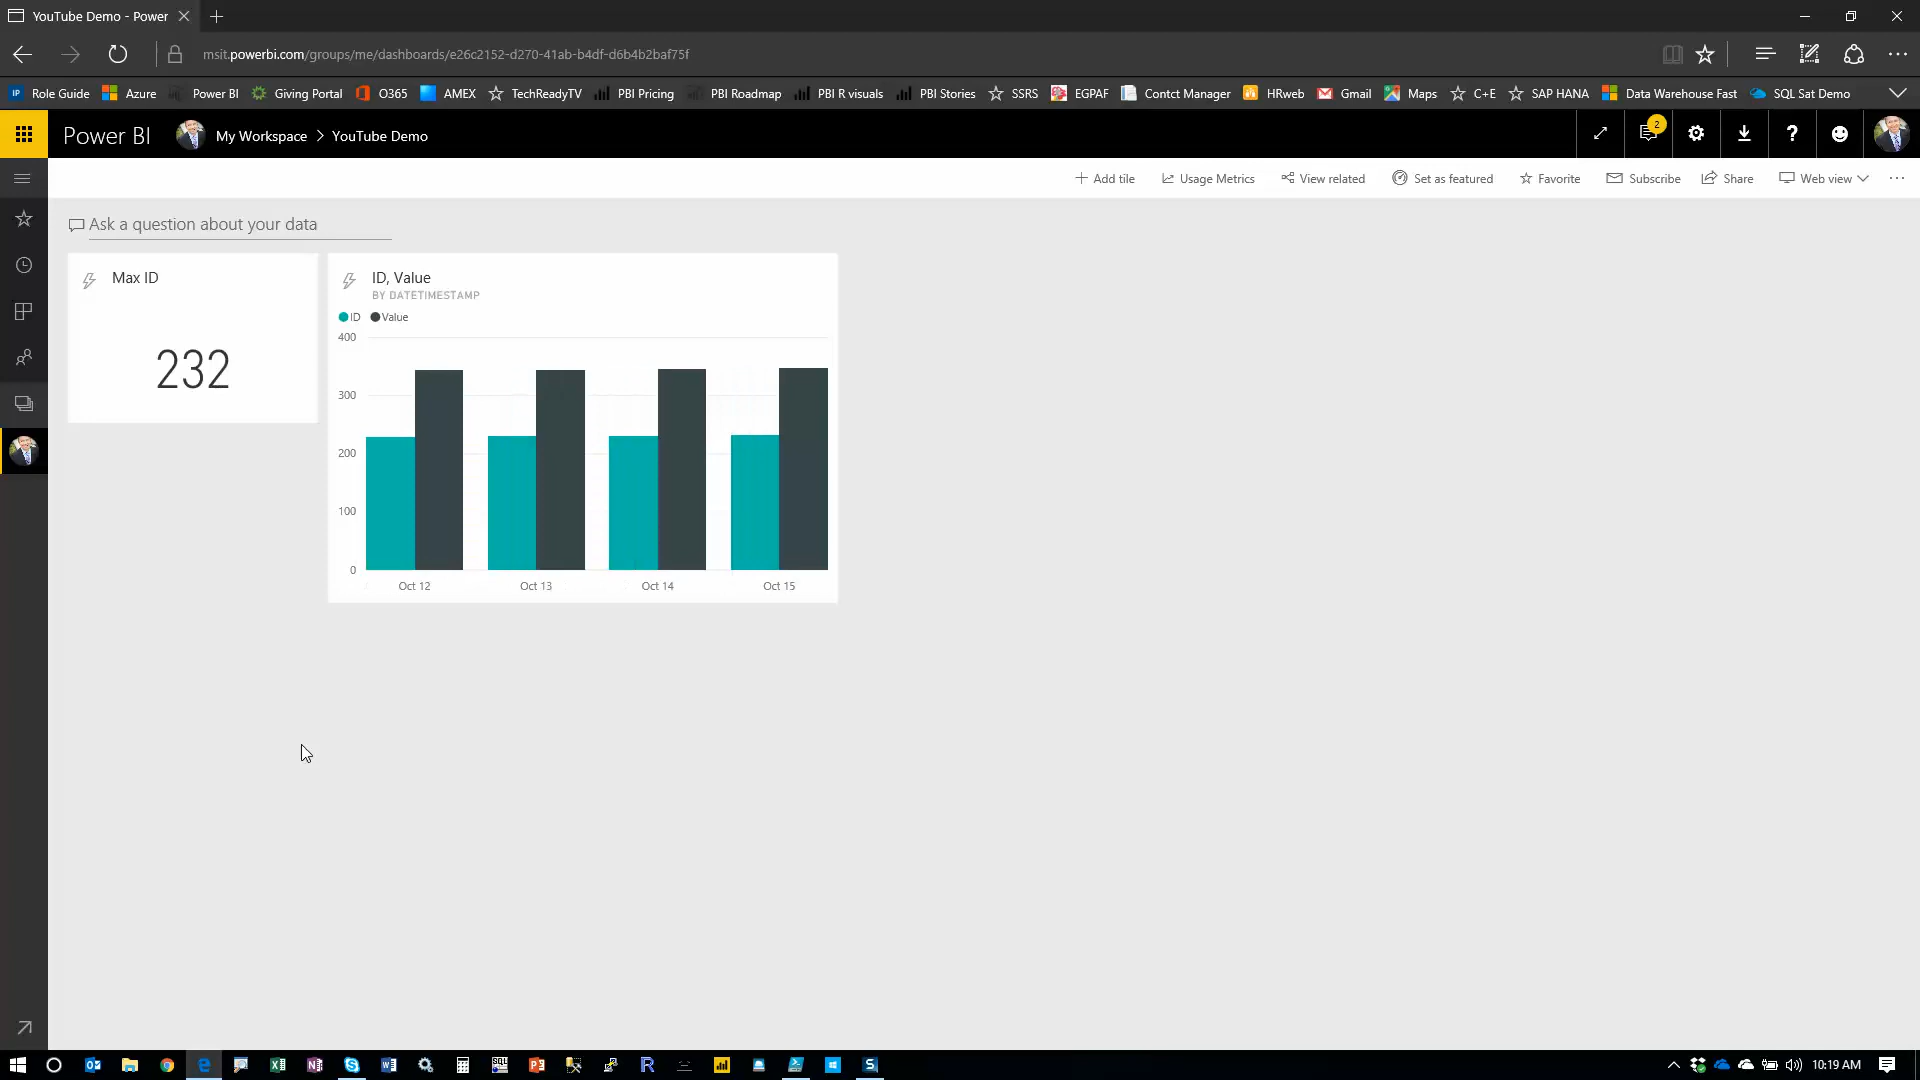 YouTube Demo - Power
msit.powerbi.com/groups/me/dashboards/e26c2152-d270-41ab-b4df-d6b4b2baf75f
IP Role Guide Azure Power BI Giving Portal O365 AMEX TechReadyTV PBI Pricing PBI Roadmap PBI R visuals PBI Stories SSRS EGPAF Contct Manager HRweb Gmail Maps C+E SAP HANA Data Warehouse Fast SQL Sat Demo
Power BI My Workspace > YouTube Demo 2 ?
+ Add tile Usage Metrics View related Set as featured Favorite Subscribe Share Web view ...
Ask a question about your data
Max ID
232
ID, Value
BY DATETIMESTAMP
ID Value
400
300
200
100
0
Oct 12 Oct 13 Oct 14 Oct 15
10:19 AM